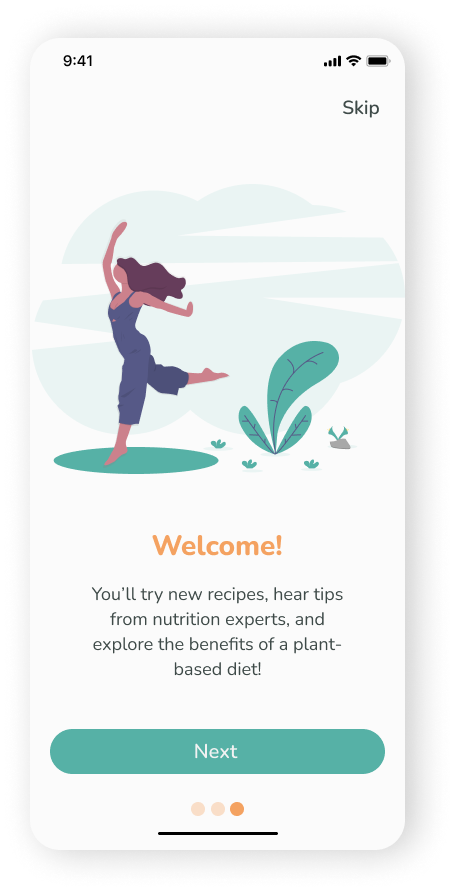 9:41
Skip
Welcome!
You’ll try new recipes, hear tips
from nutrition experts, and
explore the benefits of a plant-
based diet!
Next